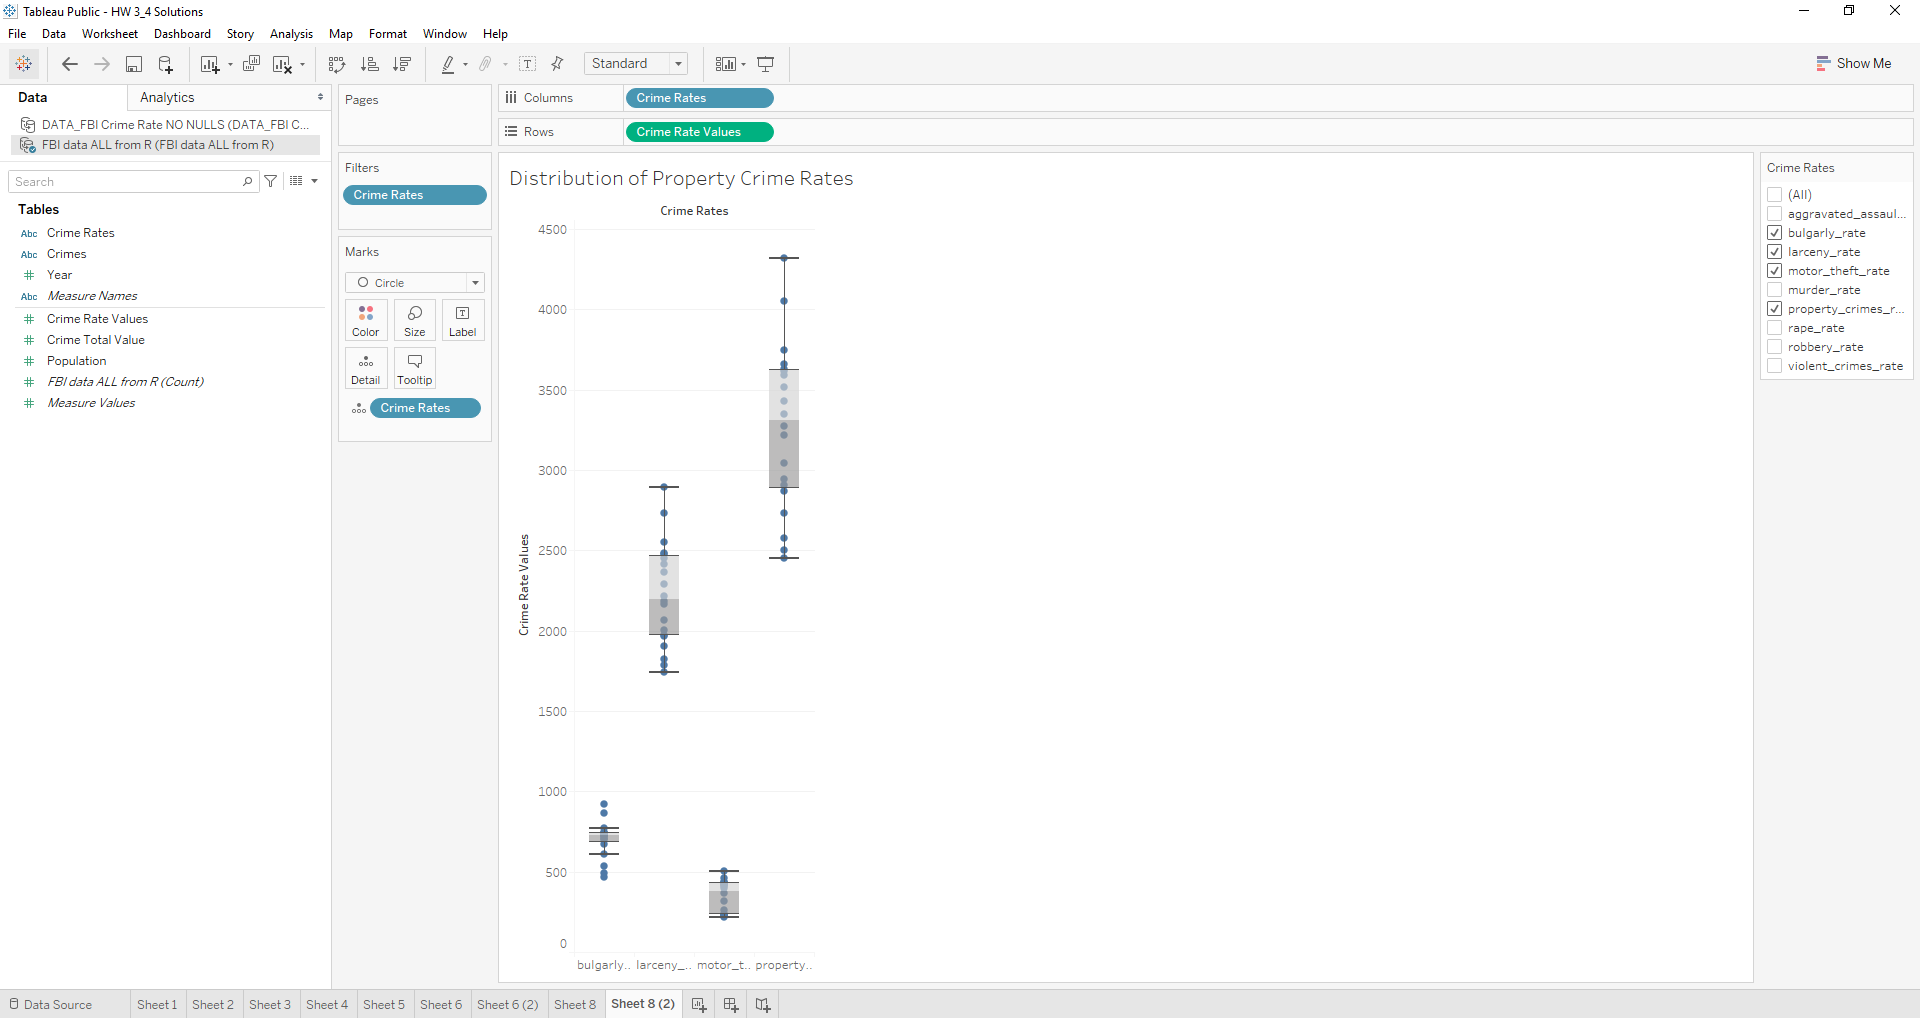 Tableau Public - HW 3_4 Solutions
File Data Worksheet Dashboard Story Analysis Map Format Window Help
Standard
Show Me
Data Analytics
DATA_FBI Crime Rate NO NULLS (DATA_FBI C...
FBI data ALL from R (FBI data ALL from R)
Search
Tables
Abc Crime Rates
Abc Crimes
Year
Abc Measure Names
Crime Rate Values
Crime Total Value
Population
FBI data ALL from R (Count)
Measure Values
Pages
Filters
Crime Rates
Marks
Circle
Color Size Label
Detail Tooltip
Crime Rates
Columns Crime Rates
Rows Crime Rate Values
Distribution of Property Crime Rates
Crime Rates
4500
4000
3500
3000
2500
2000
1500
1000
500
0
Crime Rate Values
bulgarly.. larceny_.. motor_t.. property..
Crime Rates
(All)
aggravated_assaul...
bulgarly_rate
larceny_rate
motor_theft_rate
murder_rate
property_crimes_r...
rape_rate
robbery_rate
violent_crimes_rate
Data Source Sheet 1 Sheet 2 Sheet 3 Sheet 4 Sheet 5 Sheet 6 Sheet 6 (2) Sheet 8 Sheet 8 (2)